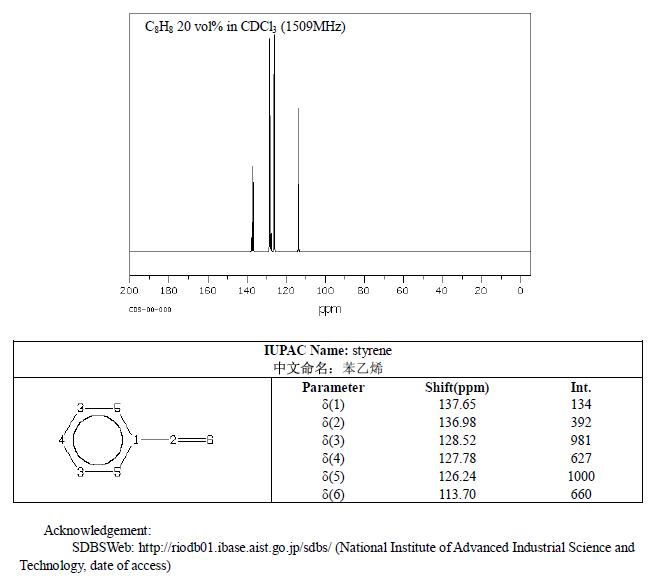 C₈H₈ 20 vol% in CDCl₃ (1509MHz)
200 180 160 140 120 100 80 60 40 20 0
CDS-00-000
ppm
IUPAC Name: styrene
中文命名：苯乙烯
Parameter Shift(ppm) Int.
δ(1) 137.65 134
δ(2) 136.98 392
δ(3) 128.52 981
δ(4) 127.78 627
δ(5) 126.24 1000
δ(6) 113.70 660
3 5
4 1 2 6
3 5
Acknowledgement:
SDBSWeb: http://riodb01.ibase.aist.go.jp/sdbs/ (National Institute of Advanced Industrial Science and
Technology, date of access)